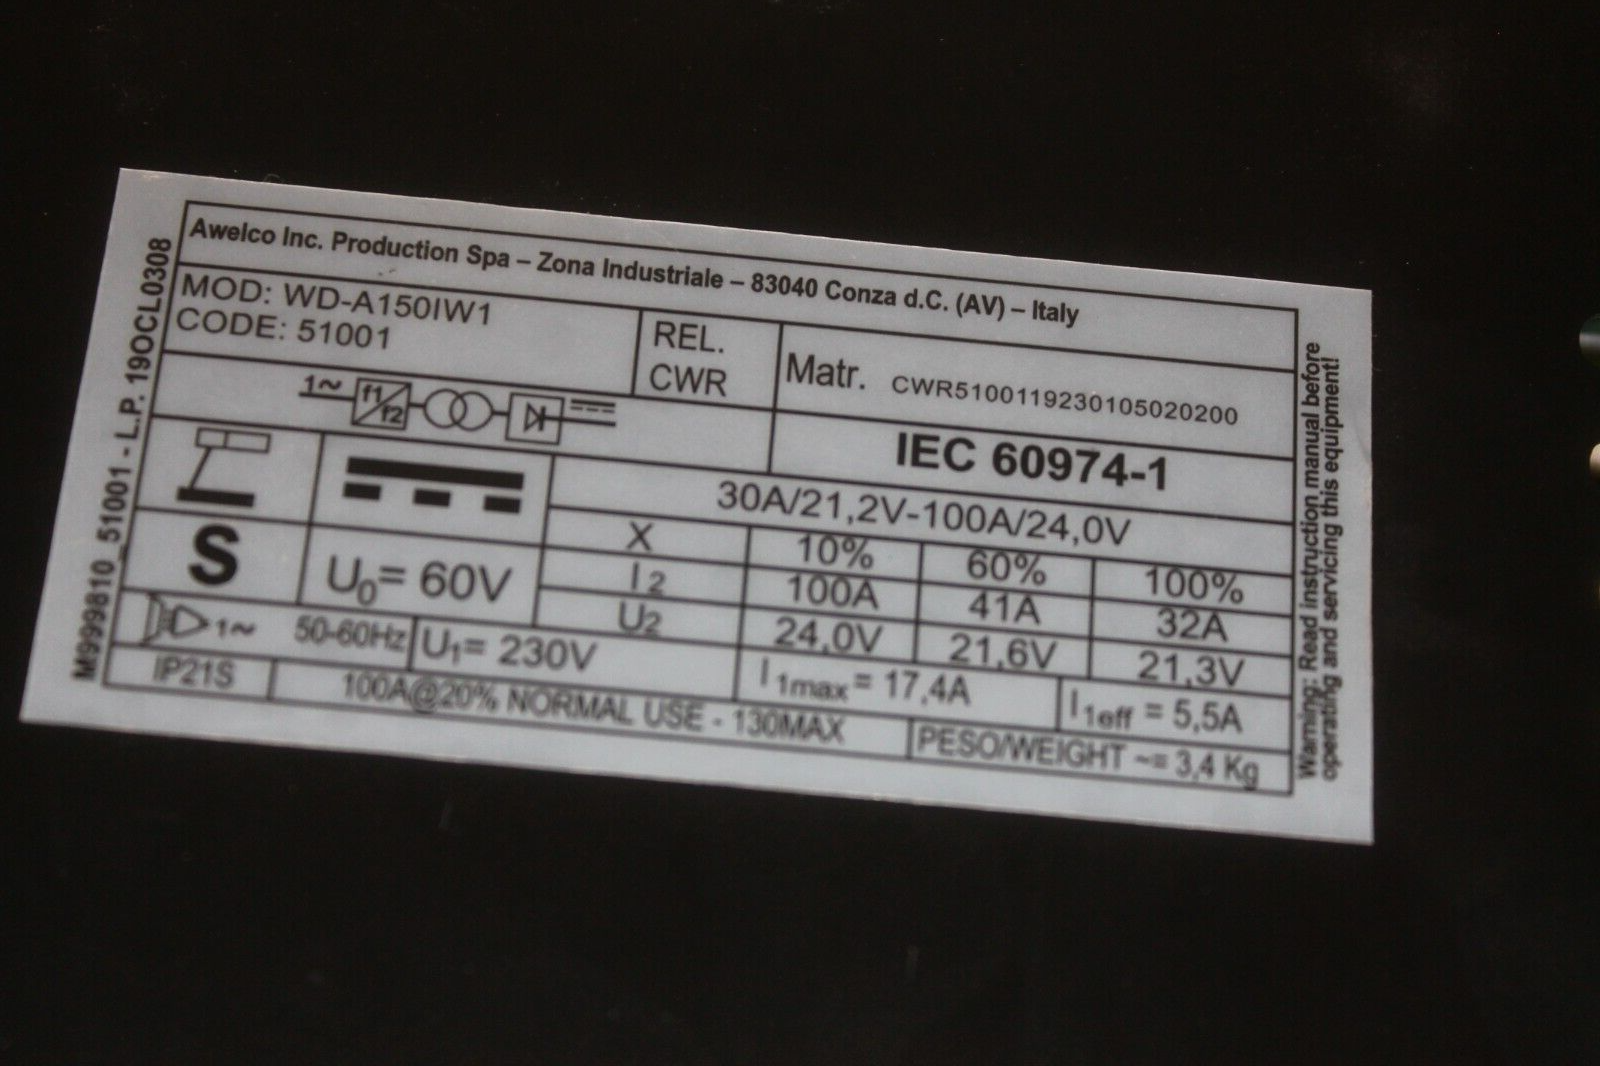 Awelco Inc. Production Spa – Zona Industriale – 83040 Conza d.C. (AV) – Italy
MOD: WD-A150IW1
CODE: 51001
REL.
CWR
Matr. CWR5100119230105020200
1~ f1 f2
IEC 60974-1
30A/21,2V-100A/24,0V
X 10% 60% 100%
S
U0= 60V
I2 100A 41A 32A
U2 24,0V 21,6V 21,3V
1~ 50-60Hz U1= 230V I1max= 17,4A I1eff = 5,5A
IP21S 100A@20% NORMAL USE - 130MAX PESO/WEIGHT ~= 3,4 Kg
M999810_51001 - L.P. 19OCL0308
Warning: Read instruction manual before
operating and servicing this equipment!